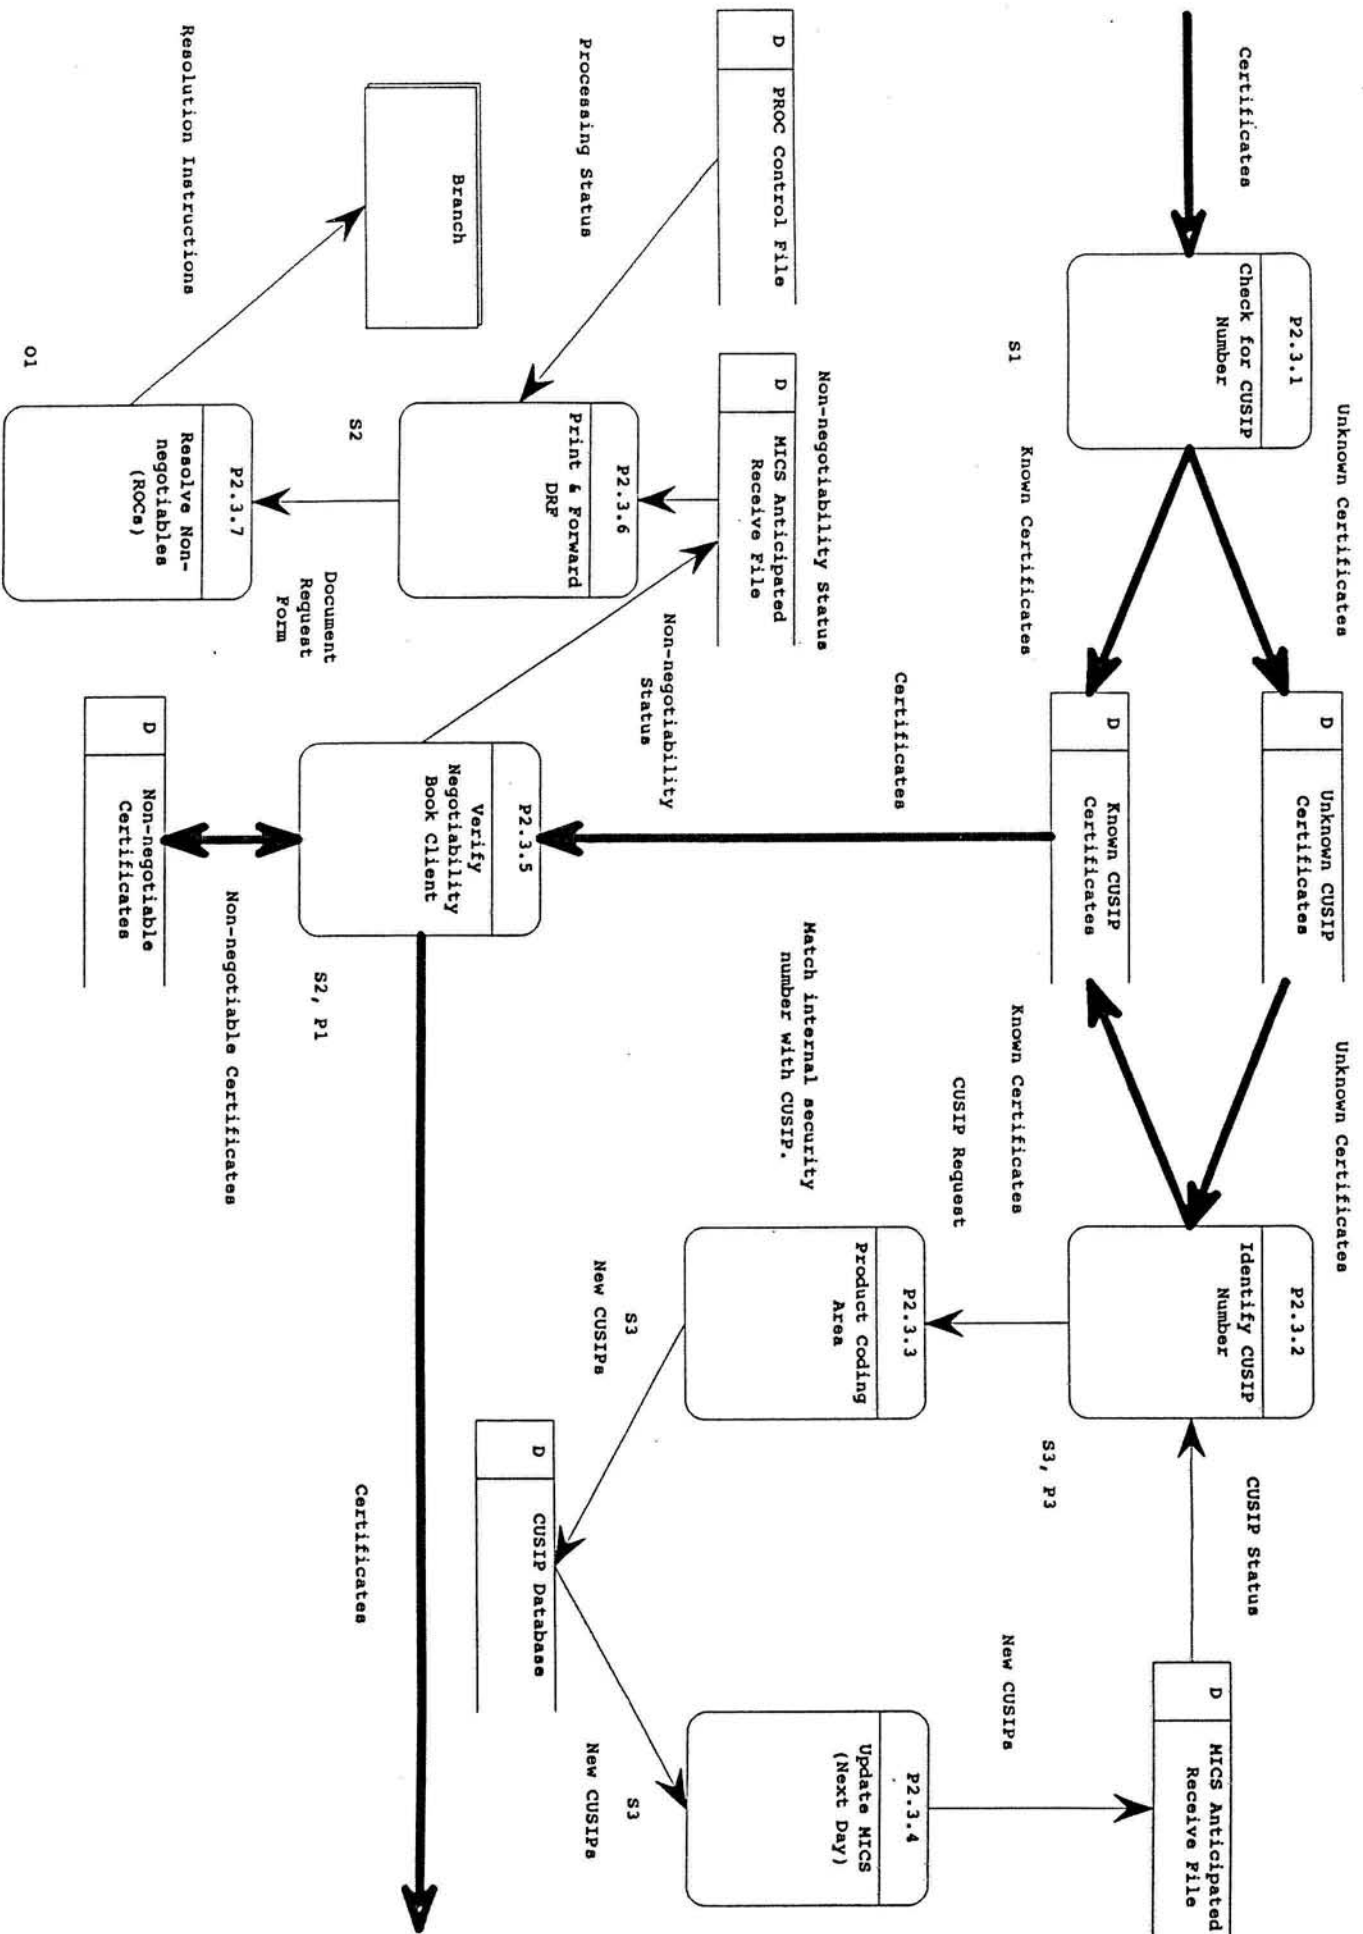 Certificates
P2.3.1
Check for CUSIP
Number
S1
Unknown Certificates
Known Certificates
D
Unknown CUSIP
Certificates
D
Known CUSIP
Certificates
Unknown Certificates
Known Certificates
P2.3.2
Identify CUSIP
Number
S3, P3
CUSIP Status
D
MICS Anticipated
Receive File
CUSIP Request
Match internal security
number with CUSIP.
P2.3.3
Product Coding
Area
S3
New CUSIPs
D
CUSIP Database
New CUSIPs
S3
P2.3.4
Update MICS
(Next Day)
New CUSIPs
D
PROC Control File
Processing Status
Non-negotiability Status
D
MICS Anticipated
Receive File
Certificates
Non-negotiability
Status
P2.3.6
Print & Forward
DRF
S2
P2.3.5
Verify
Negotiability
Book Client
S2, P1
Certificates
Branch
Resolution Instructions
Document
Request
Form
P2.3.7
Resolve Non-
negotiables
(ROCs)
O1
Non-negotiable Certificates
D
Non-negotiable
Certificates